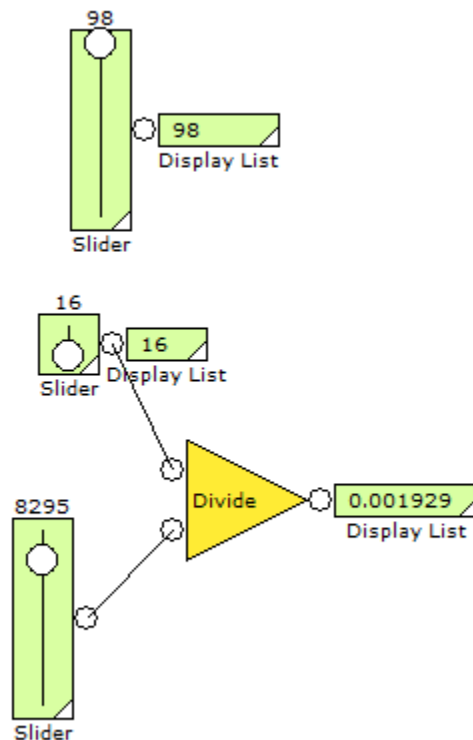 98
98
Display List
Slider
16
16
Slider
Display List
Divide
8295
0.001929
Display List
Slider